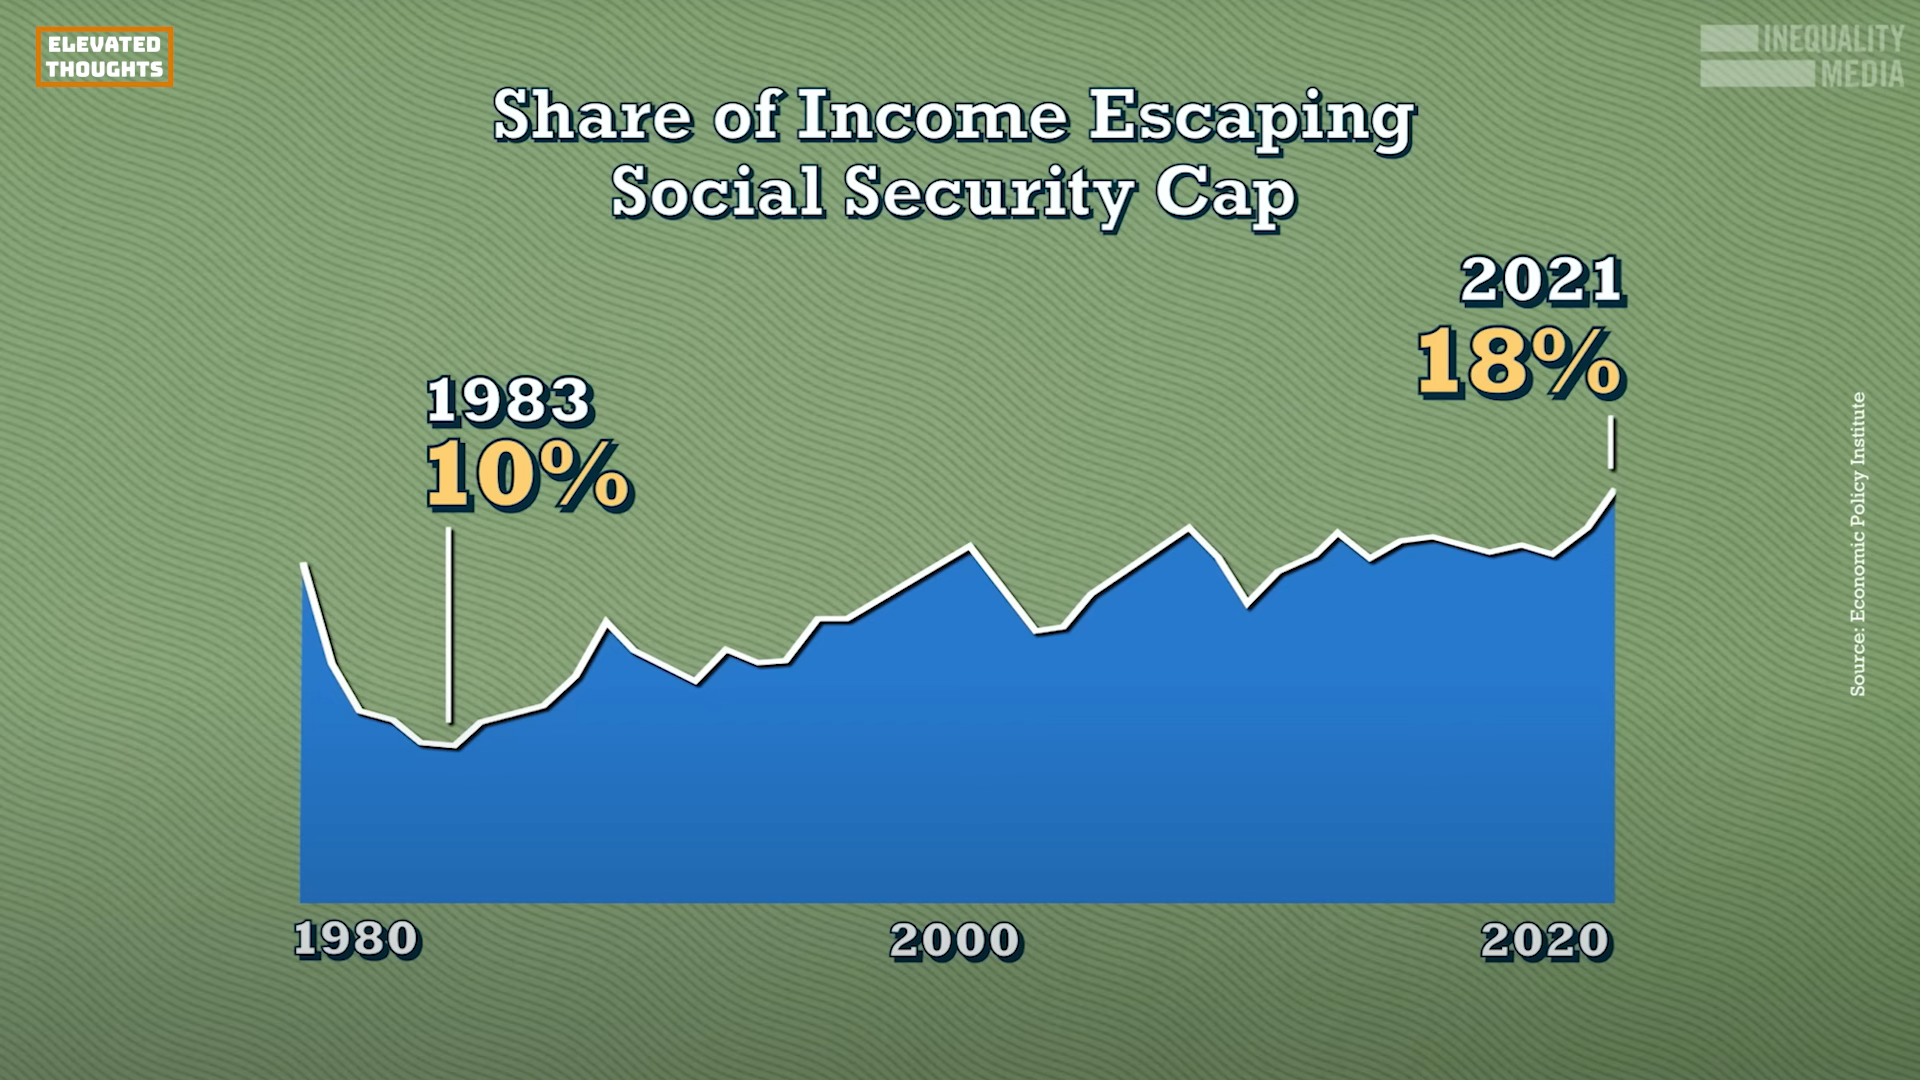 ELEVATED
THOUGHTS
INEQUALITY
MEDIA
Share of Income Escaping
Social Security Cap
2021
18%
1983
10%
Source: Economic Policy Institute
1980
2000
2020